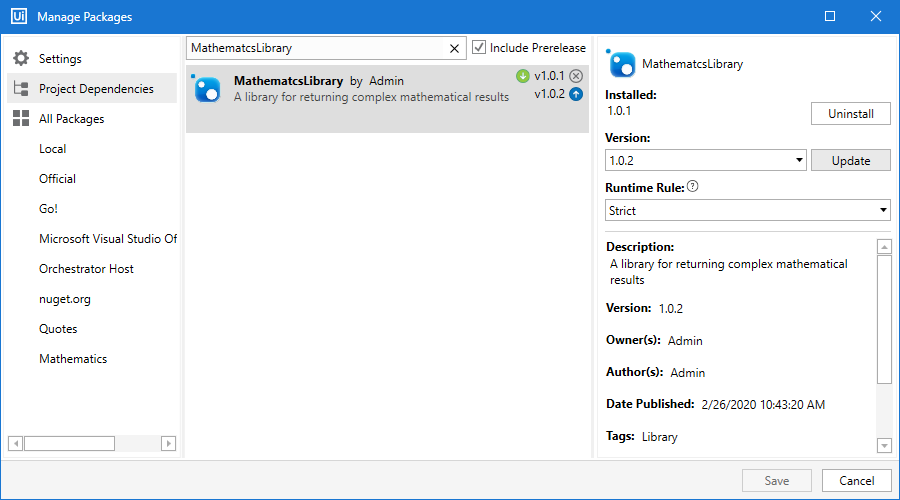 Ui Manage Packages
Settings
Project Dependencies
All Packages
Local
Official
Go!
Microsoft Visual Studio Of
Orchestrator Host
nuget.org
Quotes
Mathematics
MathematcsLibrary
Include Prerelease
MathematcsLibrary by Admin
v1.0.1
A library for returning complex mathematical results
v1.0.2
MathematcsLibrary
Installed:
1.0.1
Uninstall
Version:
1.0.2
Update
Runtime Rule: ?
Strict
Description:
A library for returning complex mathematical
results
Version: 1.0.2
Owner(s): Admin
Author(s): Admin
Date Published: 2/26/2020 10:43:20 AM
Tags: Library
Save
Cancel